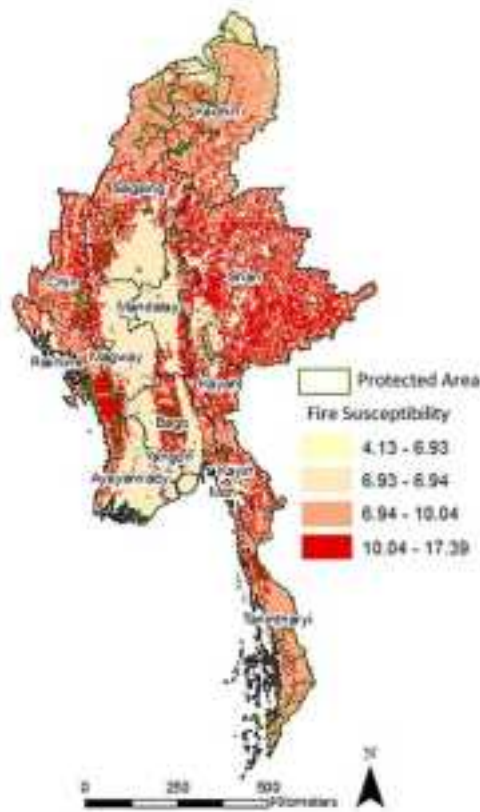 Kachin
Sagaing
Chin
Shan
Mandalay
Rakhine
Magway
Kayah
Bago
Yangon
Ayeyarwady
Kayin
Mon
Tanintharyi
Protected Area
Fire Susceptibility
4.13 - 6.93
6.93 - 6.94
6.94 - 10.04
10.04 - 17.39
N
0 250 500
Kilometers